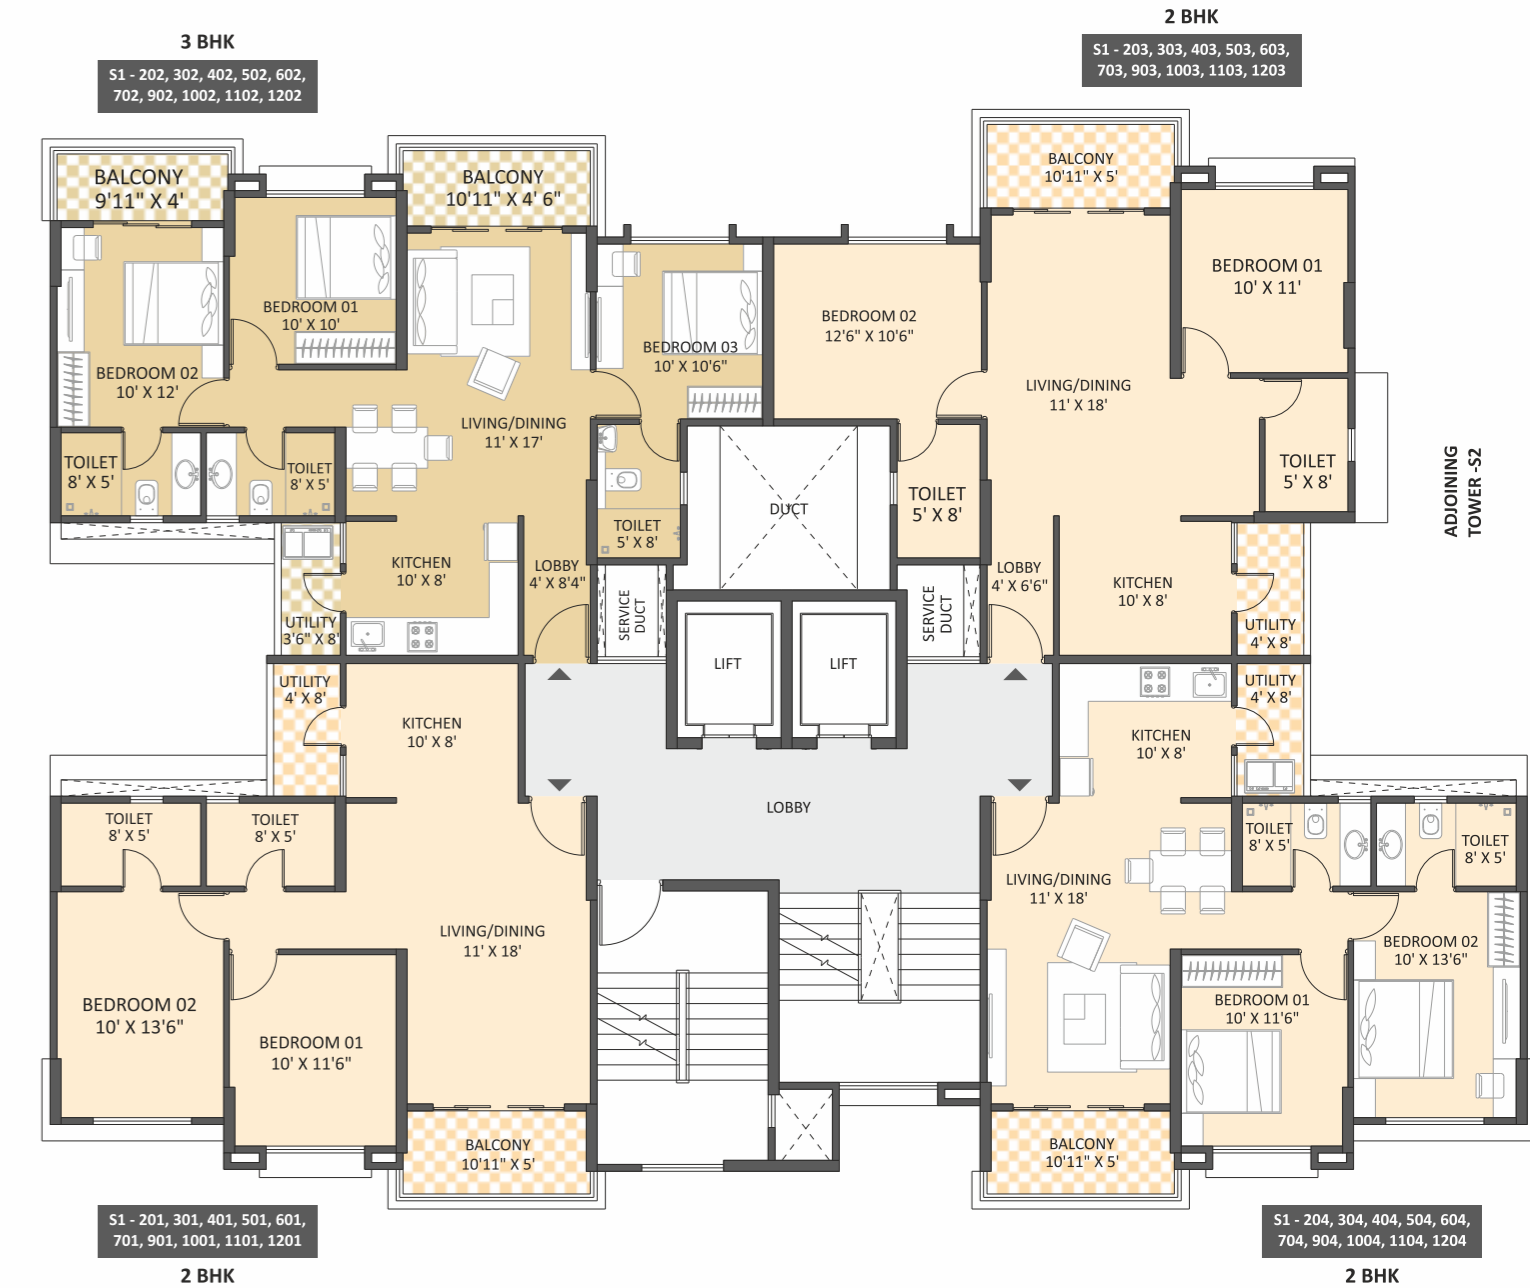 3 BHK
S1 - 202, 302, 402, 502, 602,
702, 902, 1002, 1102, 1202
2 BHK
S1 - 203, 303, 403, 503, 603,
703, 903, 1003, 1103, 1203
BALCONY
9'11" X 4'
BALCONY
10'11" X 4' 6"
BALCONY
10'11" X 5'
BEDROOM 01
10' X 10'
BEDROOM 02
10' X 12'
BEDROOM 03
10' X 10'6"
BEDROOM 02
12'6" X 10'6"
BEDROOM 01
10' X 11'
LIVING/DINING
11' X 17'
LIVING/DINING
11' X 18'
TOILET
8' X 5'
TOILET
8' X 5'
TOILET
5' X 8'
DUCT
TOILET
5' X 8'
TOILET
5' X 8'
ADJOINING
TOWER -S2
KITCHEN
10' X 8'
LOBBY
4' X 8'4"
LOBBY
4' X 6'6"
KITCHEN
10' X 8'
UTILITY
3'6" X 8'
SERVICE
DUCT
SERVICE
DUCT
UTILITY
4' X 8'
LIFT
LIFT
UTILITY
4' X 8'
UTILITY
4' X 8'
KITCHEN
10' X 8'
KITCHEN
10' X 8'
LOBBY
TOILET
8' X 5'
TOILET
8' X 5'
TOILET
8' X 5'
TOILET
8' X 5'
LIVING/DINING
11' X 18'
LIVING/DINING
11' X 18'
BEDROOM 02
10' X 13'6"
BEDROOM 01
10' X 11'6"
BEDROOM 01
10' X 11'6"
BEDROOM 02
10' X 13'6"
BALCONY
10'11" X 5'
BALCONY
10'11" X 5'
S1 - 201, 301, 401, 501, 601,
701, 901, 1001, 1101, 1201
2 BHK
S1 - 204, 304, 404, 504, 604,
704, 904, 1004, 1104, 1204
2 BHK